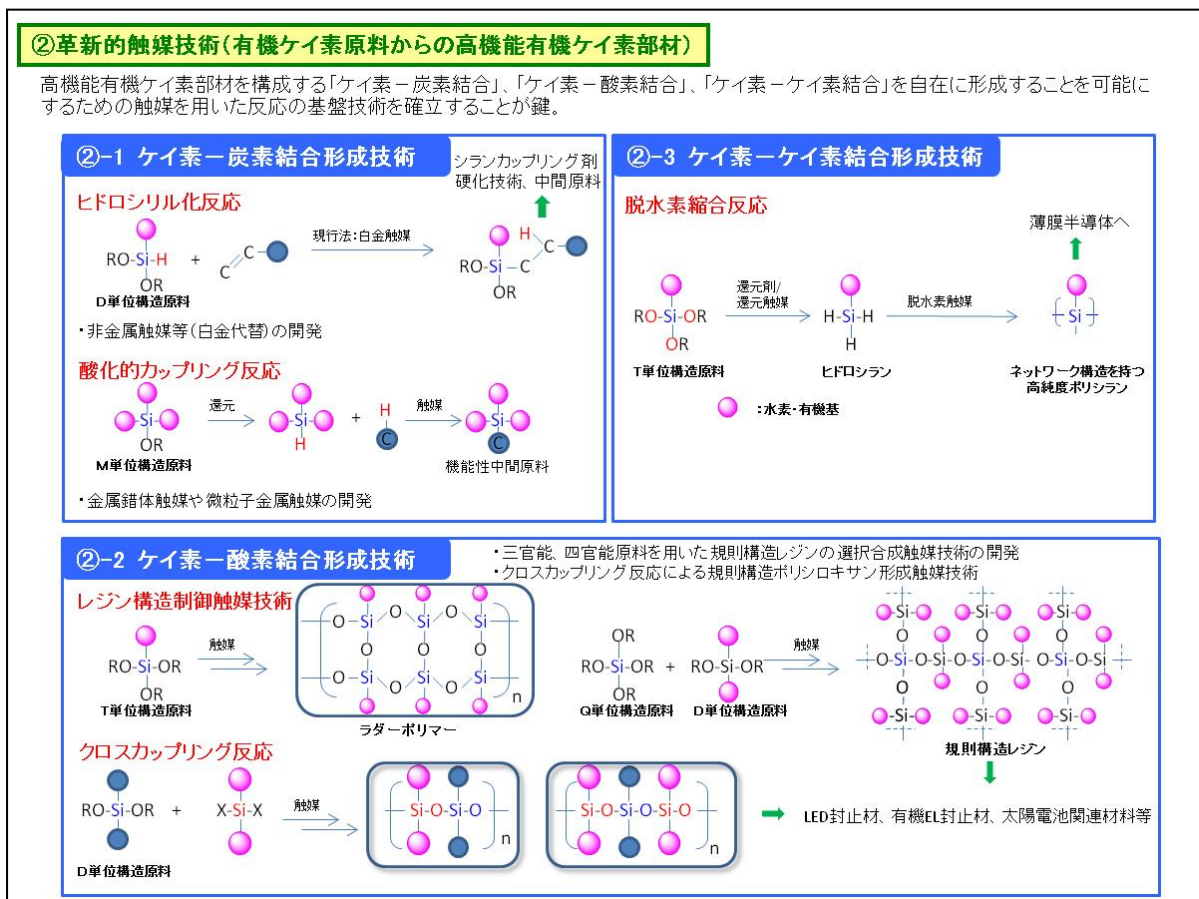 ②革新的触媒技術(有機ケイ素原料からの高機能有機ケイ素部材)
高機能有機ケイ素部材を構成する「ケイ素－炭素結合」、「ケイ素－酸素結合」、「ケイ素－ケイ素結合」を自在に形成することを可能に
するための触媒を用いた反応の基盤技術を確立することが鍵。
②-1 ケイ素－炭素結合形成技術
シランカップリング剤
硬化技術、中間原料
ヒドロシリル化反応
現行法:白金触媒
RO-Si-H + C C
OR
H C
RO-Si-C
OR
D単位構造原料
・非金属触媒等(白金代替)の開発
酸化的カップリング反応
還元
触媒
Si
OR
Si
H
+
H
C
Si
C
M単位構造原料
機能性中間原料
・金属錯体触媒や微粒子金属触媒の開発
②-3 ケイ素－ケイ素結合形成技術
脱水素縮合反応
薄膜半導体へ
還元剤/
還元触媒
脱水素触媒
RO-Si-OR
OR
H-Si-H
H
Si
T単位構造原料
ヒドロシラン
ネットワーク構造を持つ
高純度ポリシラン
:水素・有機基
②-2 ケイ素－酸素結合形成技術
・三官能、四官能原料を用いた規則構造レジンの選択合成触媒技術の開発
・クロスカップリング反応による規則構造ポリシロキサン形成触媒技術
レジン構造制御触媒技術
触媒
RO-Si-OR
OR
T単位構造原料
O-Si O Si O Si
O O O
O-Si O Si O Si
n
ラダーポリマー
OR
RO-Si-OR + RO-Si-OR
OR
触媒
Q単位構造原料 D単位構造原料
O-Si-O O-Si-O O-Si-O
O O O
O-Si-O-Si-O-Si-O-Si-O-Si-O-Si
O O O
O-Si-O O-Si-O O-Si-O
規則構造レジン
クロスカップリング反応
RO-Si-OR + X-Si-X
触媒
Si-O-Si-O
n
Si-O-Si-O-Si-O
n
LED封止材、有機EL封止材、太陽電池関連材料等
D単位構造原料